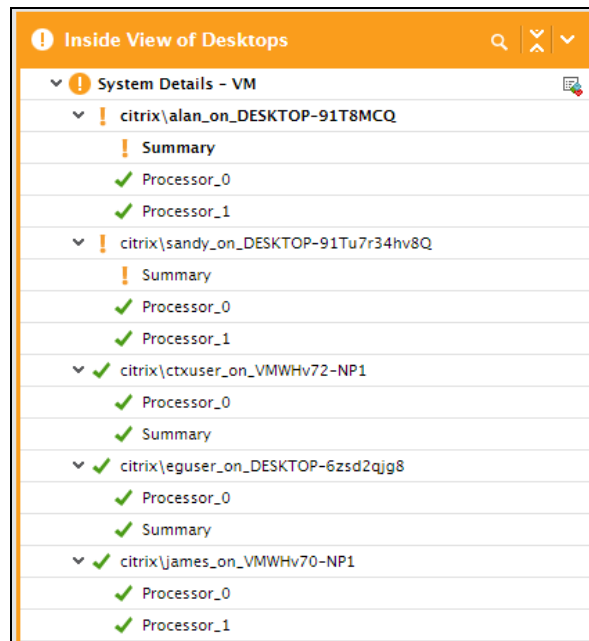 Inside View of Desktops
System Details - VM
citrix\alan_on_DESKTOP-91T8MCQ
Summary
Processor_0
Processor_1
citrix\sandy_on_DESKTOP-91Tu7r34hv8Q
Summary
Processor_0
Processor_1
citrix\ctxuser_on_VMWHv72-NP1
Processor_0
Summary
citrix\eguser_on_DESKTOP-6zsd2qjg8
Processor_0
Summary
citrix\james_on_VMWHv70-NP1
Processor_0
Processor_1